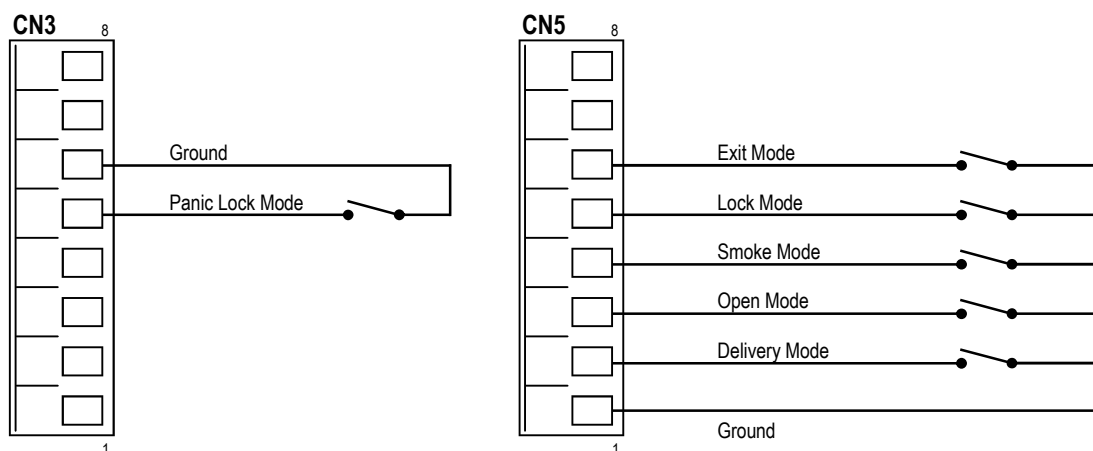 CN3
8
Ground
Panic Lock Mode
1
CN5
8
Exit Mode
Lock Mode
Smoke Mode
Open Mode
Delivery Mode
Ground
1